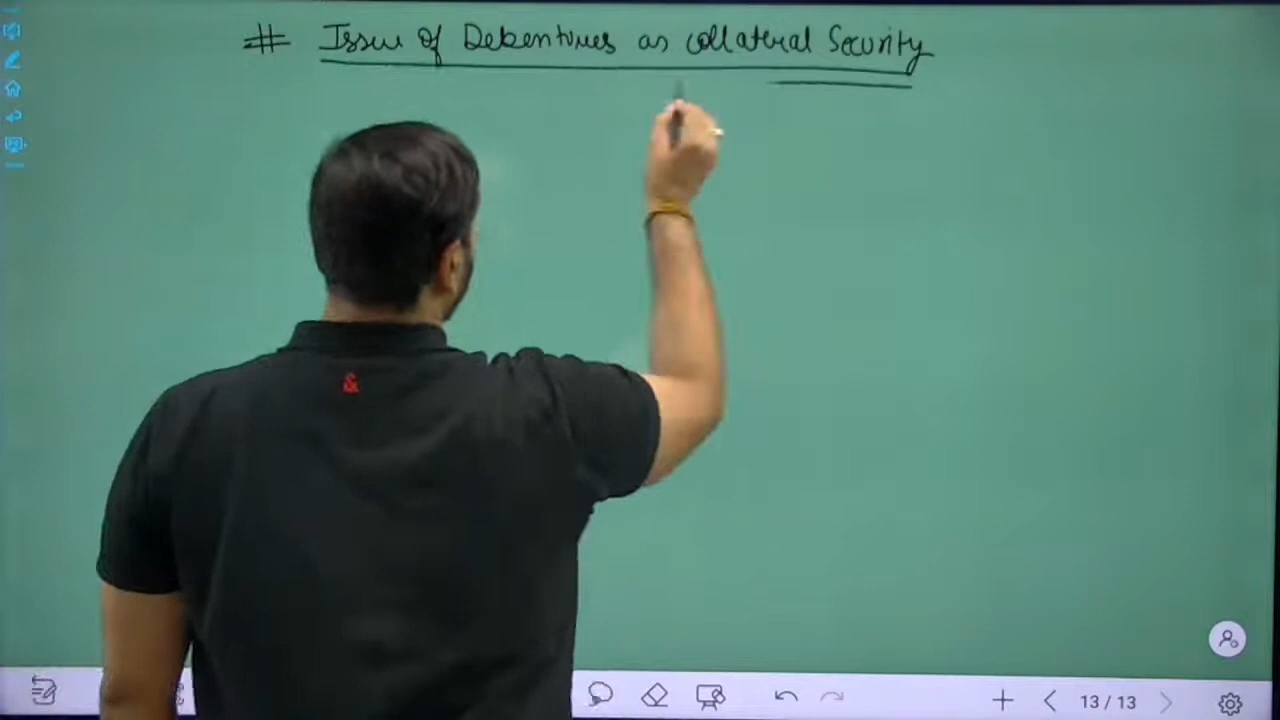 # Issue of Debentures as collateral Security
&
13/13